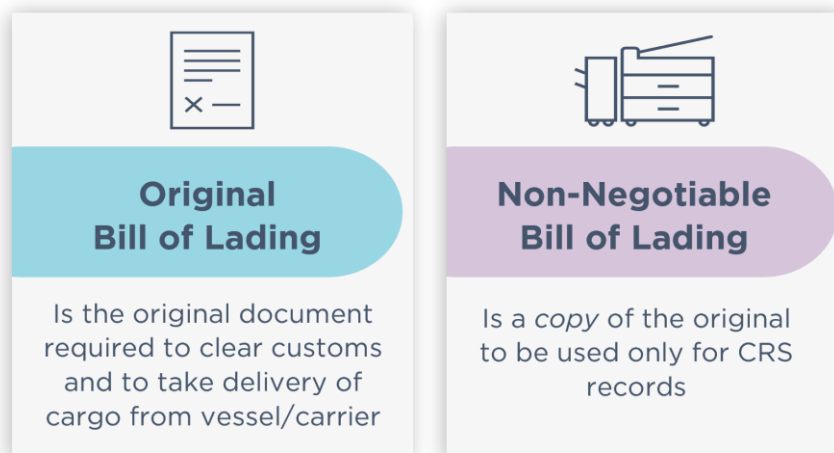 Original
Bill of Lading
Is the original document
required to clear customs
and to take delivery of
cargo from vessel/carrier
Non-Negotiable
Bill of Lading
Is a copy of the original
to be used only for CRS
records